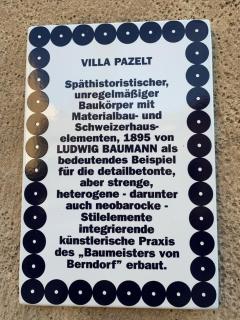 VILLA PAZELT
Späthistoristischer,
unregelmäßiger
Baukörper mit
Materialbau- und
Schweizerhaus-
elementen, 1895 von
LUDWIG BAUMANN als
bedeutendes Beispiel
für die detailbetonte,
aber strenge,
heterogene - darunter
auch neobarocke -
Stilelemente
integrierende
künstlerische Praxis
des „Baumeisters von
Berndorf" erbaut.